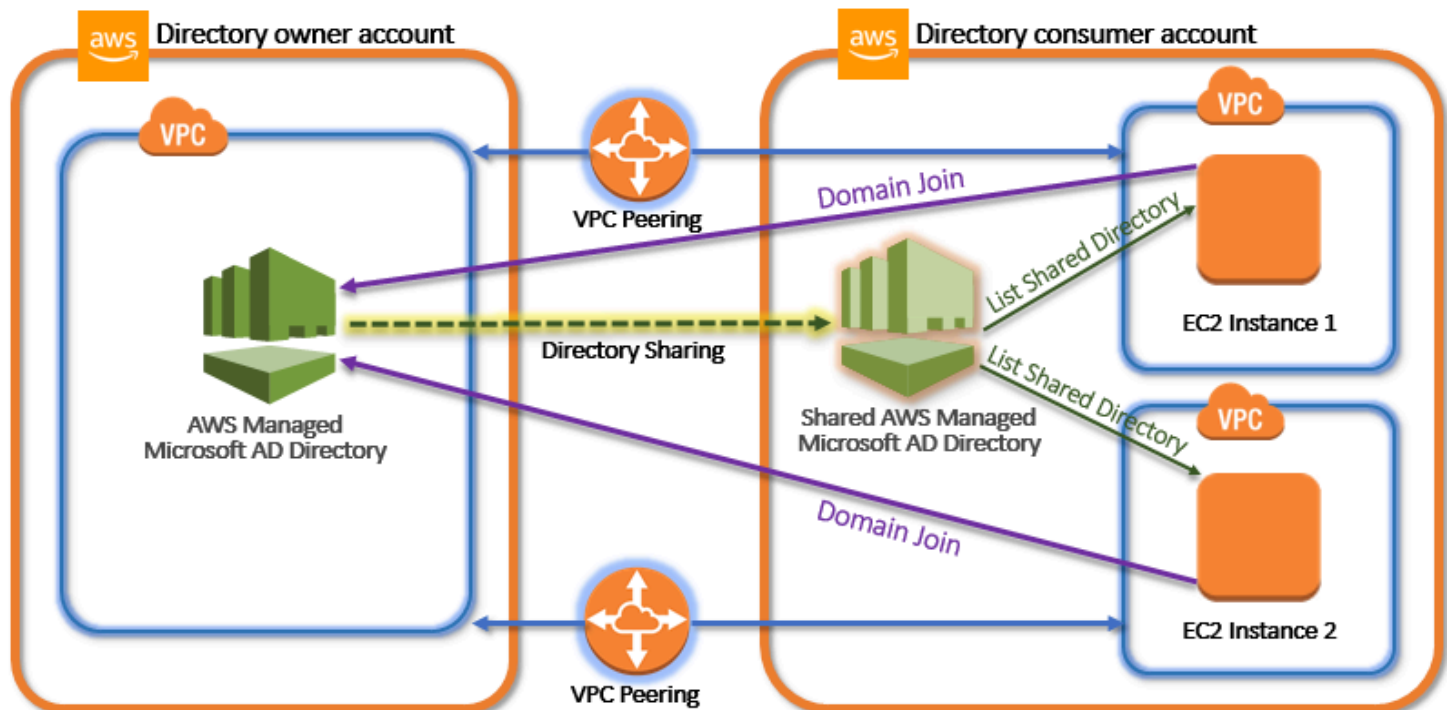 aws
Directory owner account
aws
Directory consumer account
VPC
VPC
VPC Peering
Domain Join
List Shared Directory
EC2 Instance 1
Directory Sharing
AWS Managed
Microsoft AD Directory
Shared AWS Managed
Microsoft AD Directory
List Shared Directory
VPC
Domain Join
EC2 Instance 2
VPC Peering